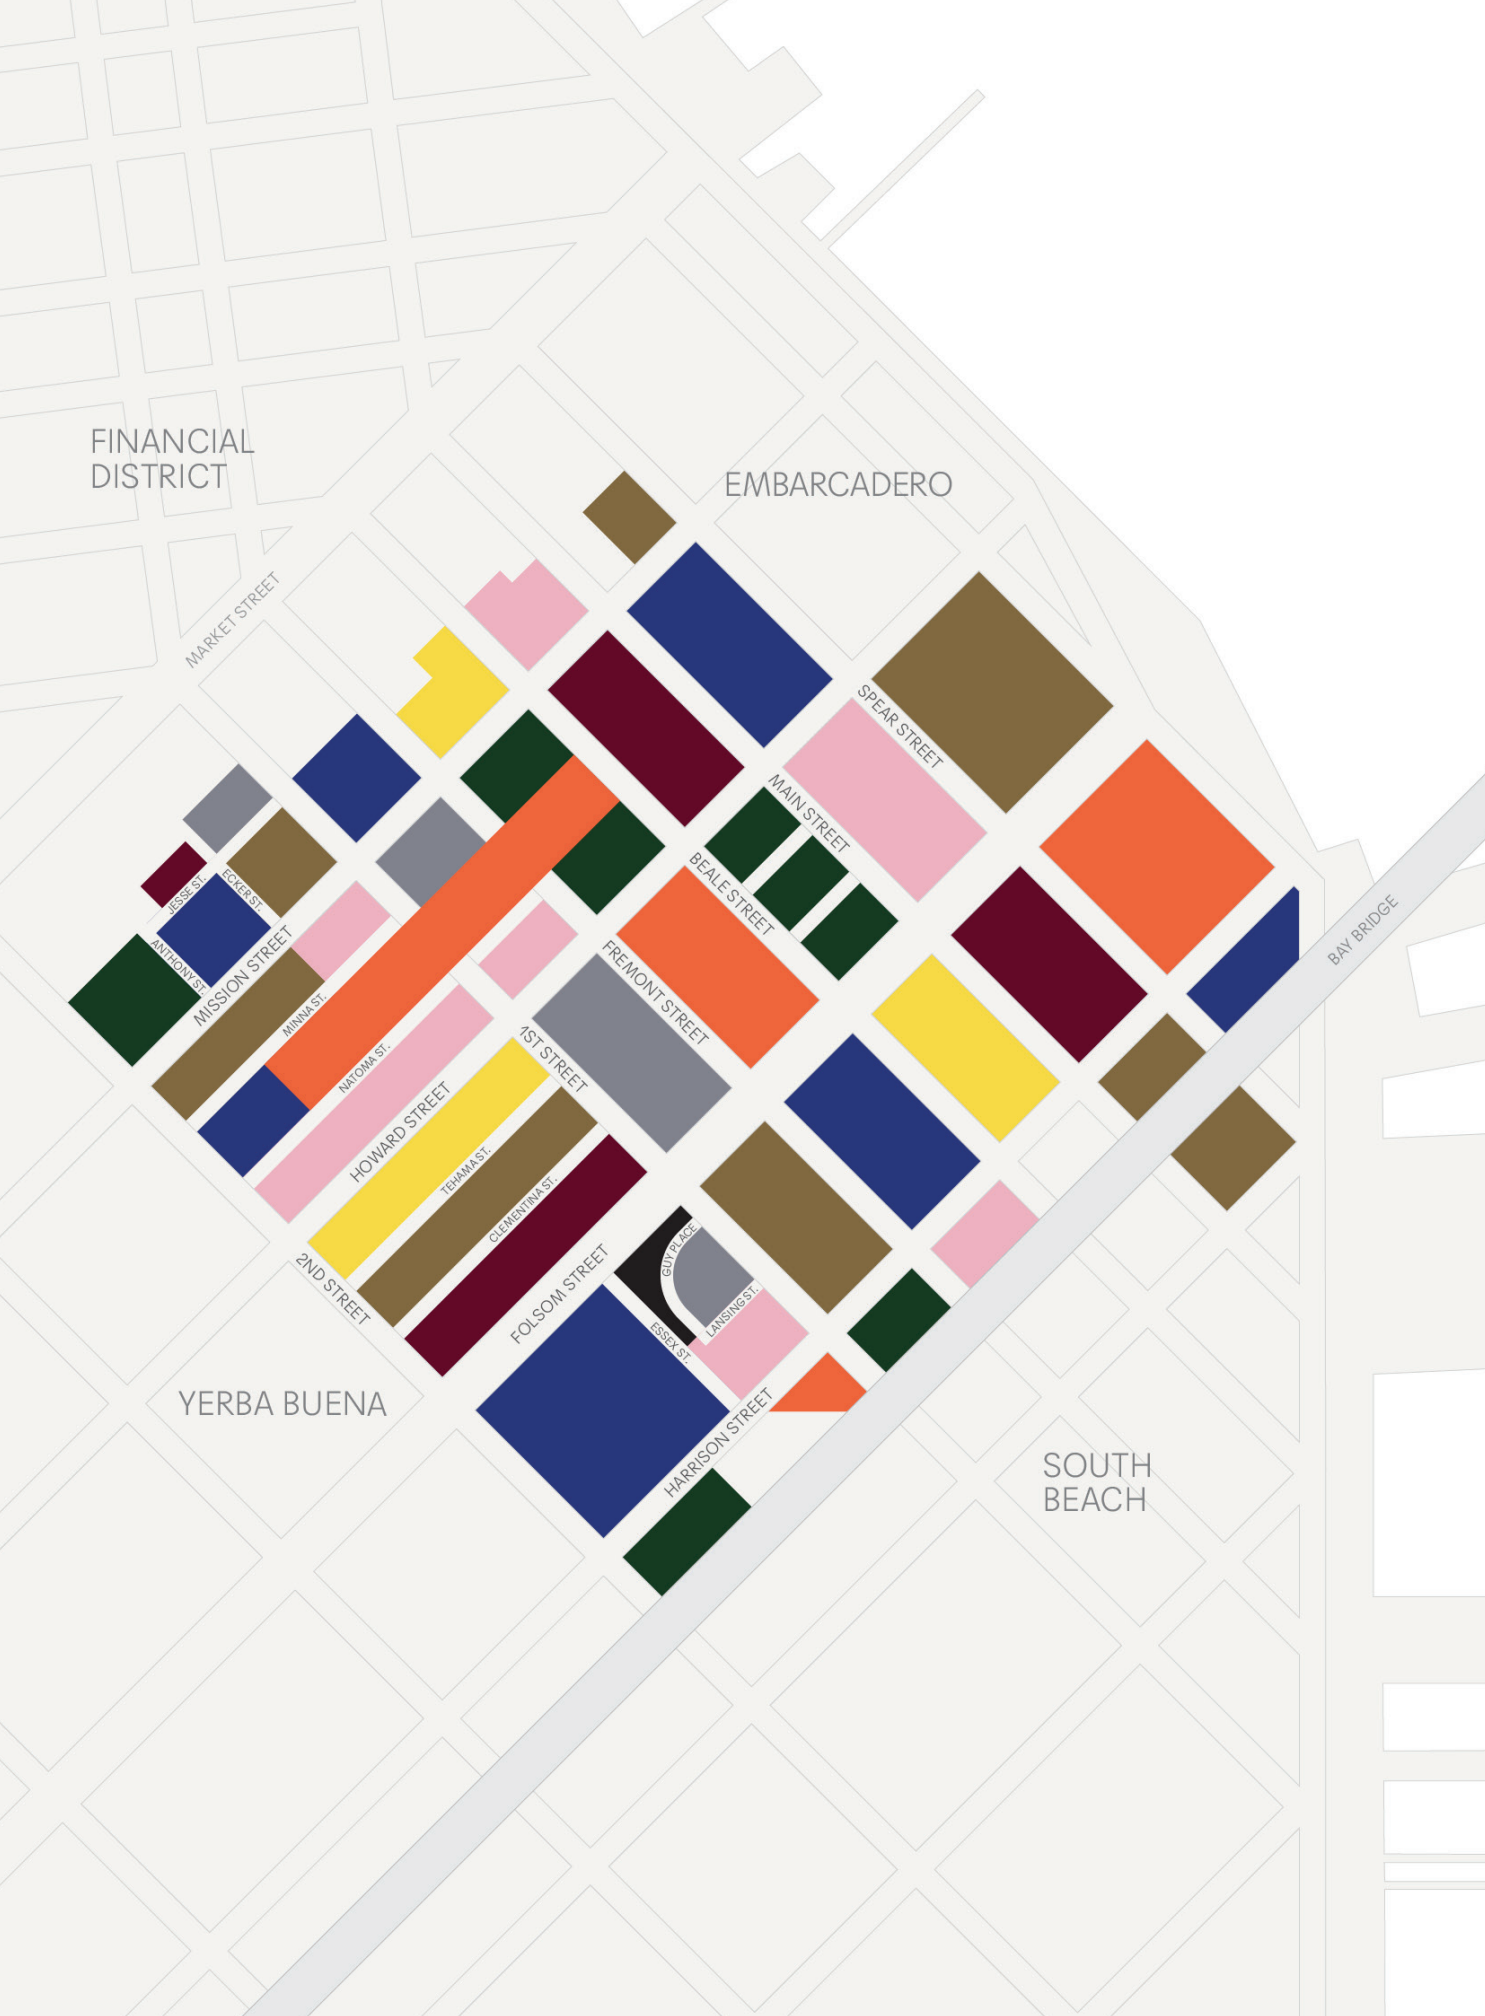 FINANCIAL
DISTRICT
EMBARCADERO
MARKET STREET
SPEAR STREET
MAIN STREET
BEALE STREET
FREMONT STREET
1ST STREET
JESSE ST.
ECKER ST.
ANTHONY ST.
MISSION STREET
MINNA ST.
NATOMA ST.
HOWARD STREET
TEHAMA ST.
CLEMENTINA ST.
2ND STREET
FOLSOM STREET
GUY PLACE
LANSING ST.
ESSEX ST.
HARRISON STREET
BAY BRIDGE
YERBA BUENA
SOUTH
BEACH